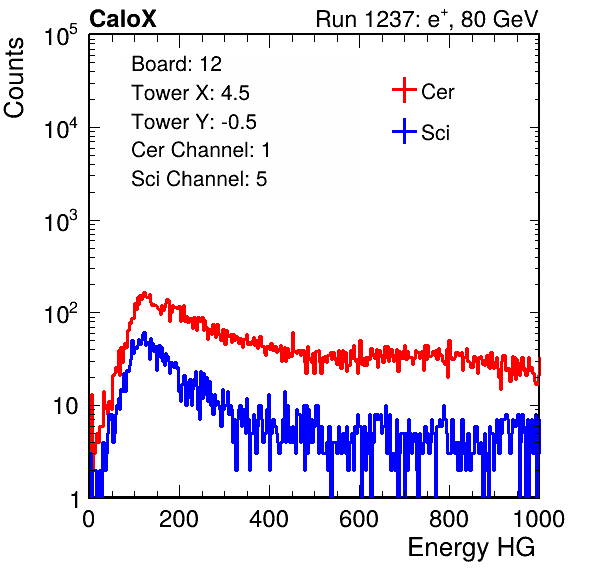 CaloX Run 1237: e⁺, 80 GeV
Board: 12
Tower X: 4.5
Tower Y: -0.5
Cer Channel: 1
Sci Channel: 5
Cer
Sci
Counts
10⁵
10⁴
10³
10²
10
1
0 200 400 600 800 1000
Energy HG